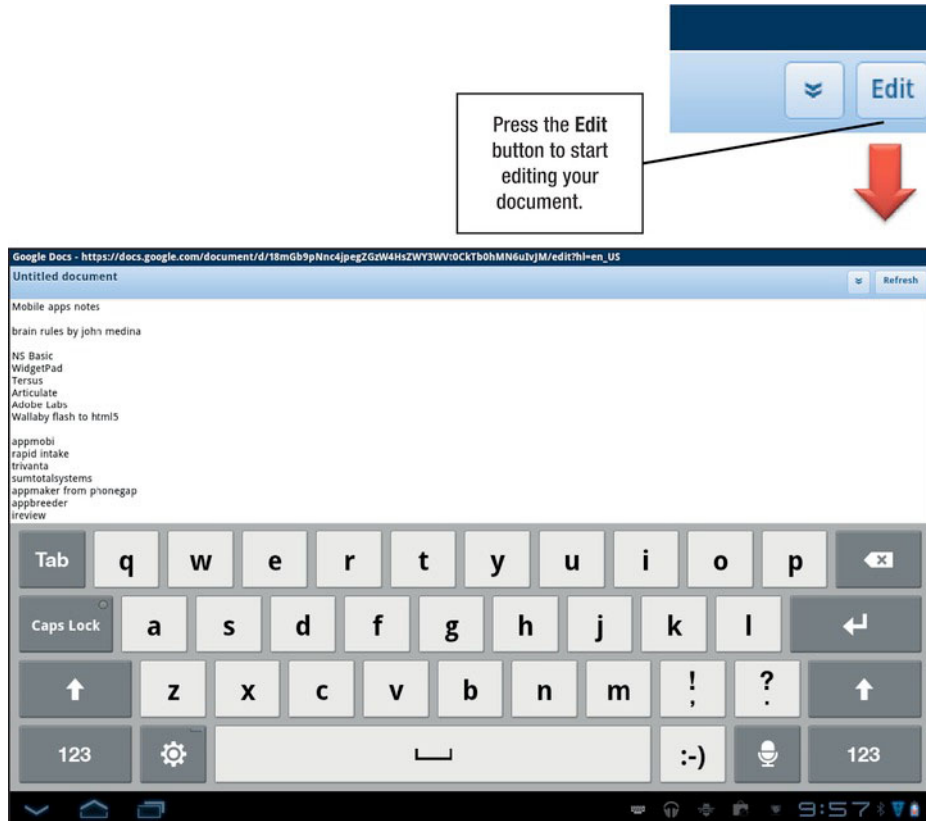 Edit
Press the Edit
button to start
editing your
document.
Google Docs - https://docs.google.com/document/d/18mGb9pNnc4jpegZGzW4HsZWY3WVt0CkTb0hMN6uIvJM/edit?hl=en_US
Untitled document
Refresh
Mobile apps notes
brain rules by john medina
NS Basic
WidgetPad
Tersus
Articulate
Adobe Labs
Wallaby flash to html5
appmobi
rapid intake
trivanta
sumtotalsystems
appmaker from phonegap
appbreeder
ireview
Tab q w e r t y u i o p
Caps Lock a s d f g h j k l
z x c v b n m ! , ? .
123 :-) 123
9:57